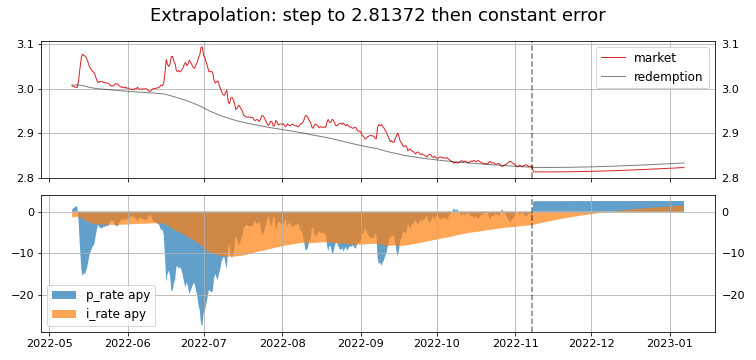 Extrapolation: step to 2.81372 then constant error
3.1 3.1
market
redemption
3.0 3.0
2.9 2.9
2.8 2.8
0 0
−10 −10
−20 −20
p_rate apy
i_rate apy
2022-05 2022-06 2022-07 2022-08 2022-09 2022-10 2022-11 2022-12 2023-01